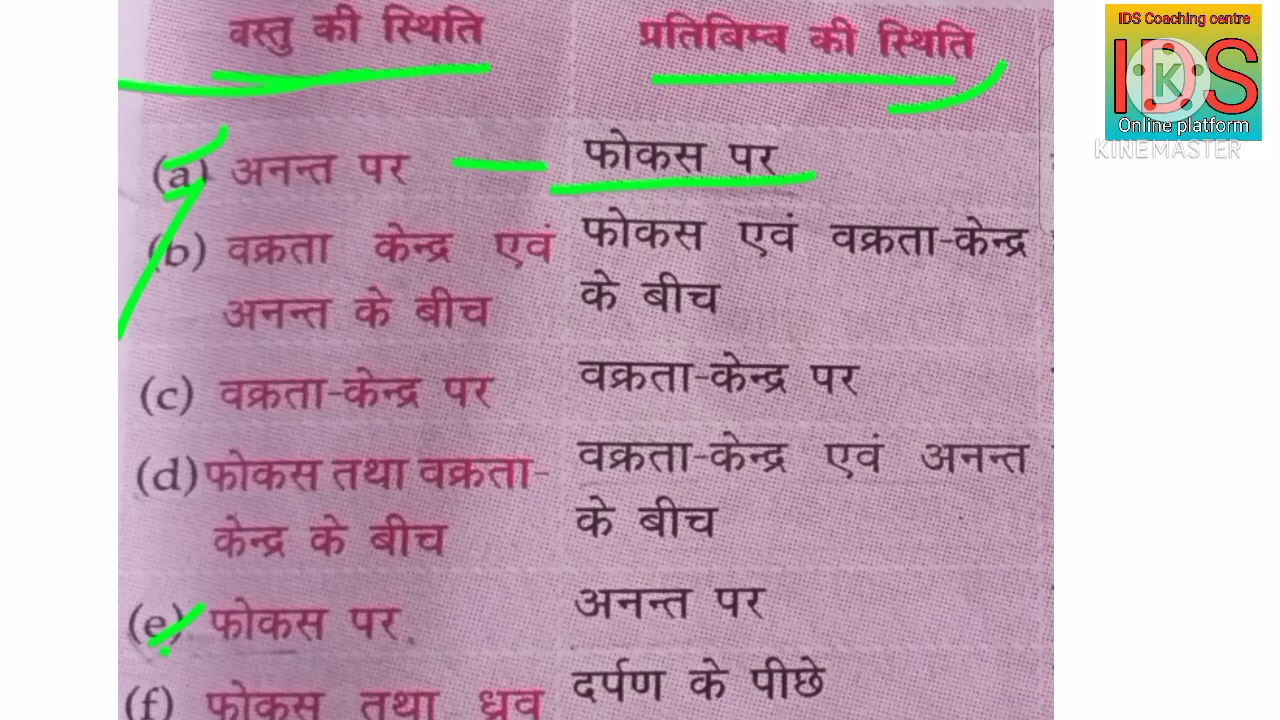 वस्तु की स्थिति प्रतिबिम्ब की स्थिति
(a) अनन्त पर फोकस पर
(b) वक्रता केन्द्र एवं फोकस एवं वक्रता-केन्द्र
अनन्त के बीच के बीच
(c) वक्रता-केन्द्र पर वक्रता-केन्द्र पर
(d) फोकस तथा वक्रता- वक्रता-केन्द्र एवं अनन्त
केन्द्र के बीच के बीच
(e) फोकस पर अनन्त पर
(f) फोकस तथा ध्रुव दर्पण के पीछे
IDS Coaching centre
IDS
K
Online platform
KINEMASTER